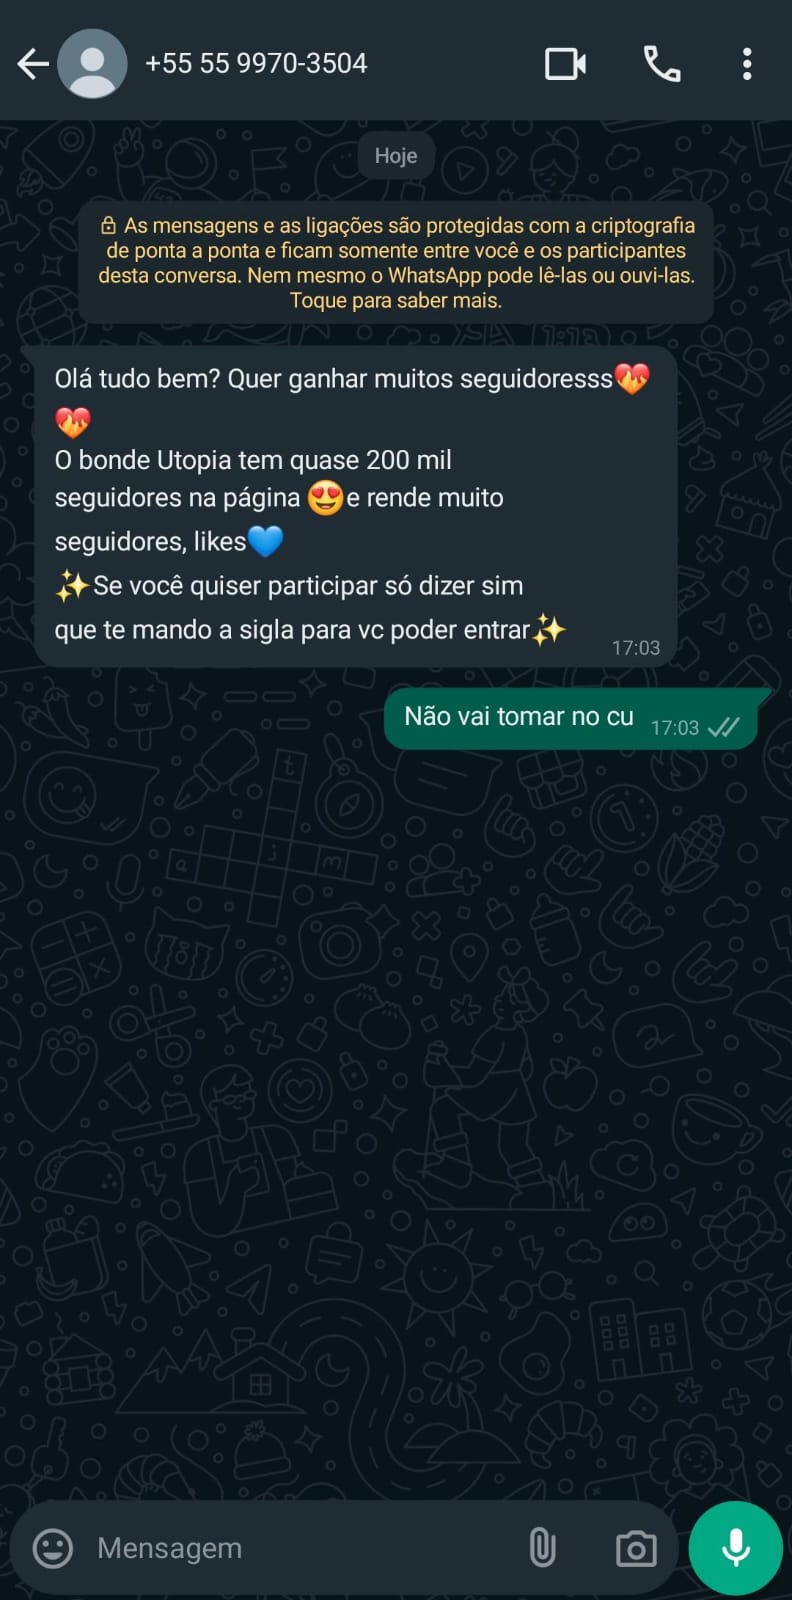 +55 55 9970-3504
Hoje
As mensagens e as ligações são protegidas com a criptografia
de ponta a ponta e ficam somente entre você e os participantes
desta conversa. Nem mesmo o WhatsApp pode lê-las ou ouvi-las.
Toque para saber mais.
Olá tudo bem? Quer ganhar muitos seguidoresss❤️‍🔥
❤️‍🔥
O bonde Utopia tem quase 200 mil
seguidores na página 😍e rende muito
seguidores, likes💙
✨Se você quiser participar só dizer sim
que te mando a sigla para vc poder entrar✨
17:03
Não vai tomar no cu
17:03
Mensagem